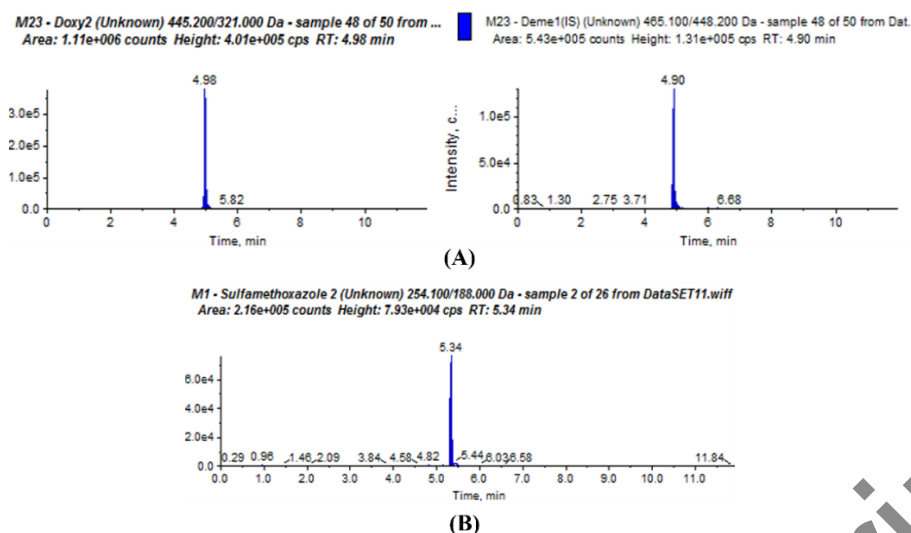 M23 - Doxy2 (Unknown) 445.200/321.000 Da - sample 48 of 50 from ...
Area: 1.11e+006 counts Height: 4.01e+005 cps RT: 4.98 min
4.98
3.0e5
2.0e5
1.0e5
0.0
5.82
0 2 4 6 8 10
Time, min
M23 - Deme1(IS) (Unknown) 465.100/448.200 Da - sample 48 of 50 from Dat.
Area: 5.43e+005 counts Height: 1.31e+005 cps RT: 4.90 min
4.90
Intensity, c...
1.0e5
5.0e4
0.0
0.83 1.30 2.75 3.71 6.68
0 2 4 6 8 10
Time, min
(A)
M1 - Sulfamethoxazole 2 (Unknown) 254.100/188.000 Da - sample 2 of 26 from DataSET11.wiff
Area: 2.16e+005 counts Height: 7.93e+004 cps RT: 5.34 min
5.34
6.0e4
4.0e4
2.0e4
0.0
0.29 0.96 1.46 2.09 3.84 4.58 4.82 5.44 6.03 6.58 11.84
0.0 1.0 2.0 3.0 4.0 5.0 6.0 7.0 8.0 9.0 10.0 11.0
Time, min
(B)